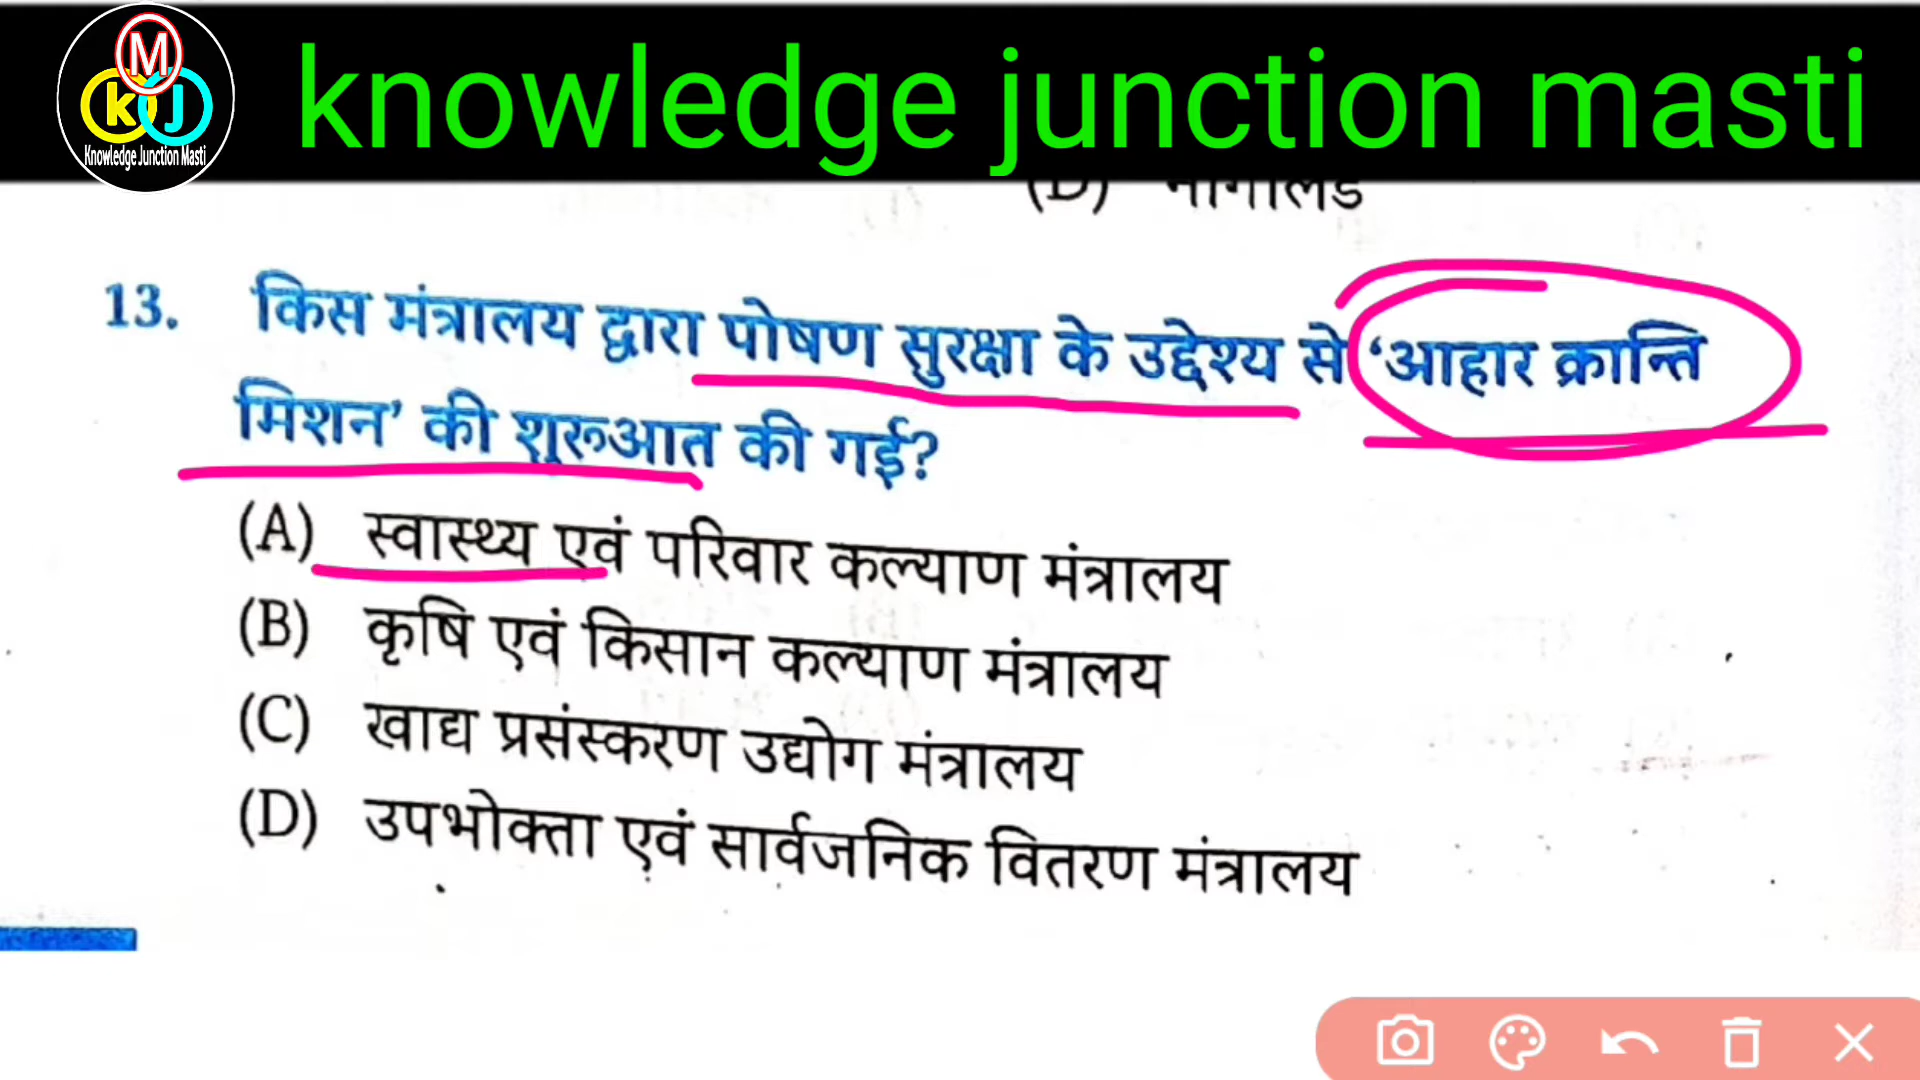 M
k J
Knowledge Junction Masti
knowledge junction masti
(D) नागालैंड
13. किस मंत्रालय द्वारा पोषण सुरक्षा के उद्देश्य से ‘आहार क्रान्ति
मिशन’ की शुरूआत की गई?
(A) स्वास्थ्य एवं परिवार कल्याण मंत्रालय
(B) कृषि एवं किसान कल्याण मंत्रालय
(C) खाद्य प्रसंस्करण उद्योग मंत्रालय
(D) उपभोक्ता एवं सार्वजनिक वितरण मंत्रालय